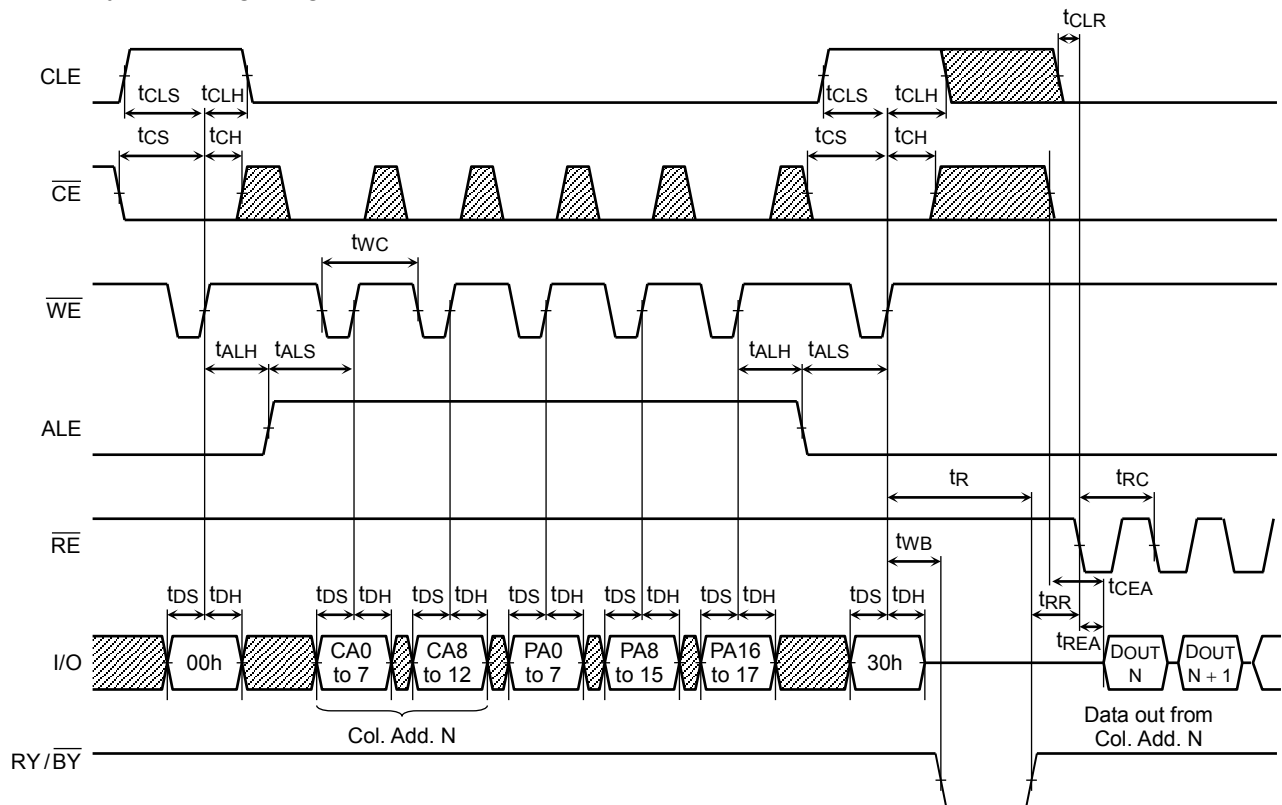 tCLR
CLE
tCLS tCLH tCLS tCLH
tCS tCH tCS tCH
CE
tWC
WE
tALH tALS tALH tALS
ALE
tR tRC
RE
tWB
tDS tDH tDS tDH tDS tDH tDS tDH tDS tDH tDS tDH tDS tDH tRR tCEA
tREA
I/O 00h CA0 to 7 CA8 to 12 PA0 to 7 PA8 to 15 PA16 to 17 30h DOUT N DOUT N + 1
Col. Add. N
Data out from
Col. Add. N
RY/BY